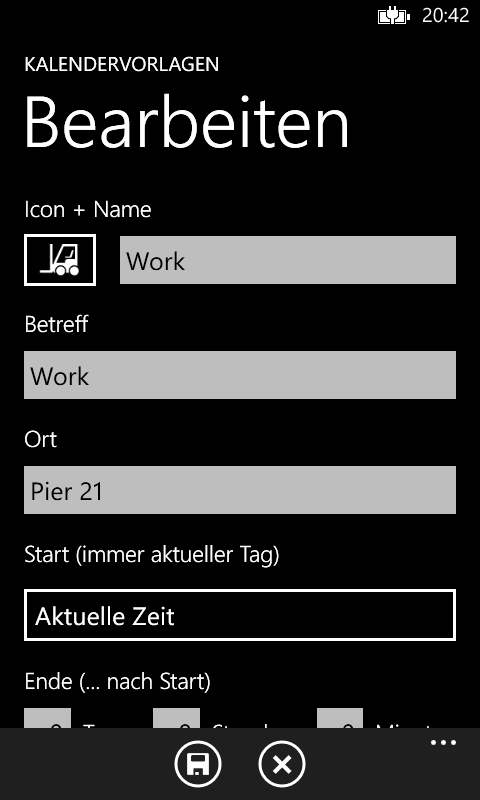 20:42
KALENDERVORLAGEN
Bearbeiten
Icon + Name
Work
Betreff
Work
Ort
Pier 21
Start (immer aktueller Tag)
Aktuelle Zeit
Ende (... nach Start)